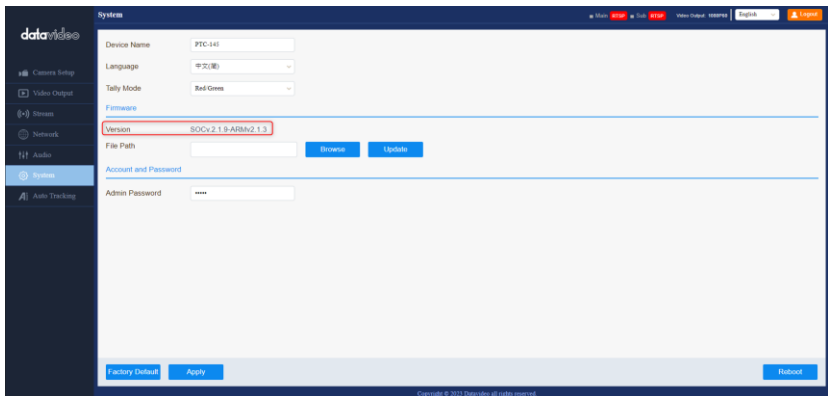 System
Main RTSP Sub RTSP Video Output 1080P60 English Logout
datavideo
Device Name PTC-145
Language 中文(简)
Tally Mode Red/Green
Firmware
Version SOCv.2.1.9-ARMv2.1.3
File Path Browse Update
Account and Password
Admin Password •••••
Camera Setup
Video Output
Stream
Network
Audio
System
Auto Tracking
Factory Default Apply Reboot
Copyright © 2023 Datavideo all rights reserved.